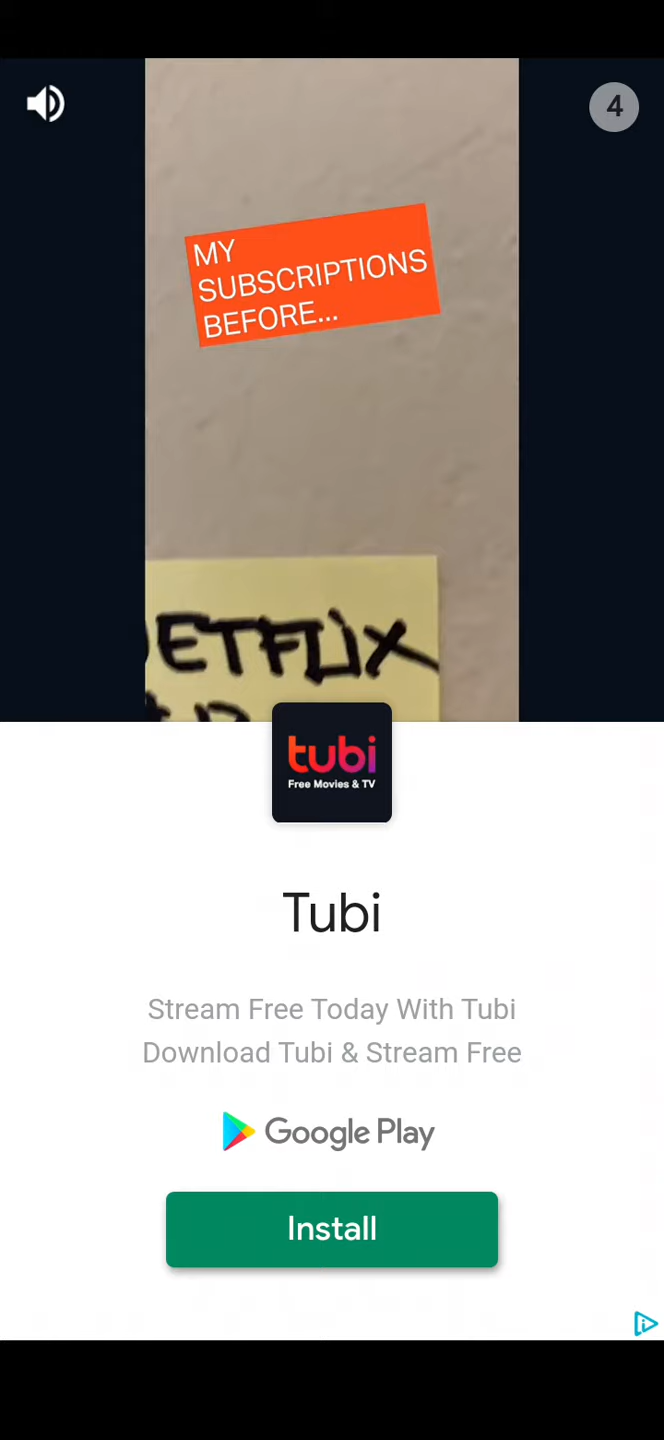 4
MY
SUBSCRIPTIONS
BEFORE...
ETFLIX
tubi
Free Movies & TV
Tubi
Stream Free Today With Tubi
Download Tubi & Stream Free
Google Play
Install